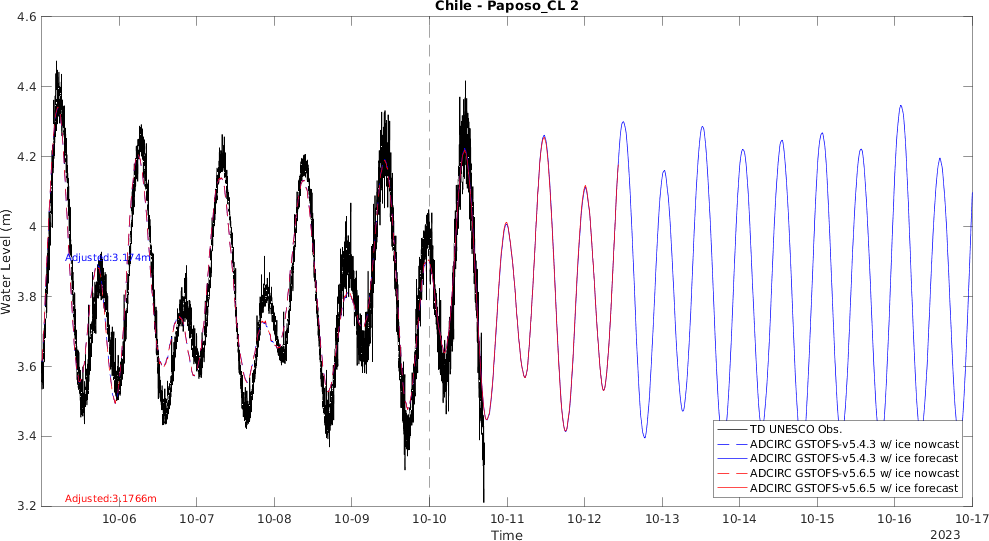 Chile - Paposo_CL 2
4.6
4.4
4.2
4
3.8
3.6
3.4
3.2
Water Level (m)
Adjusted:3.174m
Adjusted:3.1766m
TD UNESCO Obs.
ADCIRC GSTOFS-v5.4.3 w/ ice nowcast
ADCIRC GSTOFS-v5.4.3 w/ ice forecast
ADCIRC GSTOFS-v5.6.5 w/ ice nowcast
ADCIRC GSTOFS-v5.6.5 w/ ice forecast
10-06 10-07 10-08 10-09 10-10 10-11 10-12 10-13 10-14 10-15 10-16 10-17
Time
2023